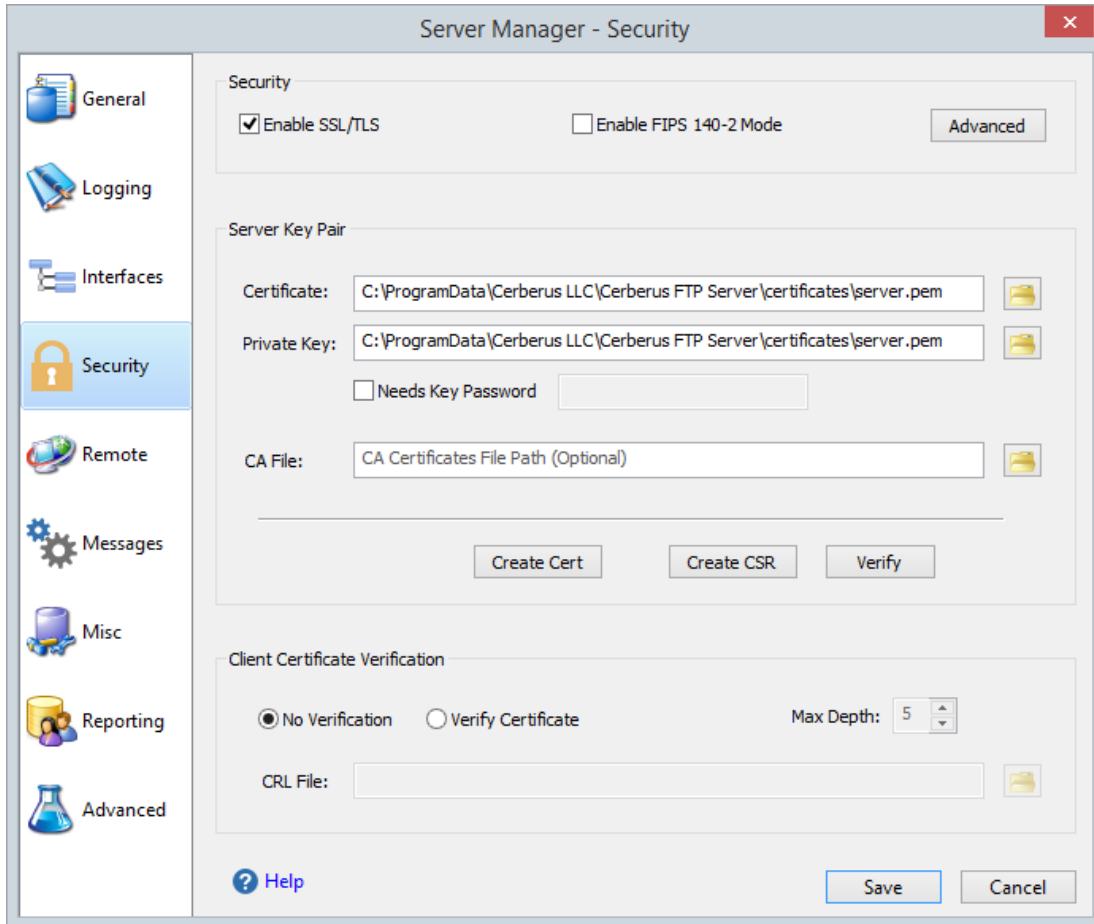 Server Manager - Security
General
Logging
Interfaces
Security
Remote
Messages
Misc
Reporting
Advanced
Security
Enable SSL/TLS Enable FIPS 140-2 Mode Advanced
Server Key Pair
Certificate: C:\ProgramData\Cerberus LLC\Cerberus FTP Server\certificates\server.pem
Private Key: C:\ProgramData\Cerberus LLC\Cerberus FTP Server\certificates\server.pem
Needs Key Password
CA File: CA Certificates File Path (Optional)
Create Cert Create CSR Verify
Client Certificate Verification
No Verification Verify Certificate Max Depth: 5
CRL File:
Help Save Cancel